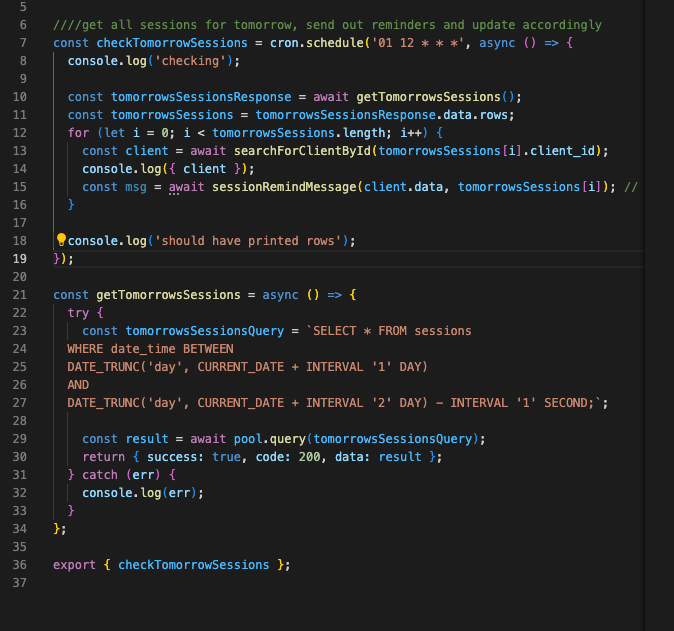 5
6 ////get all sessions for tomorrow, send out reminders and update accordingly
7 const checkTomorrowSessions = cron.schedule('01 12 * * *', async () => {
8   console.log('checking');
9
10   const tomorrowsSessionsResponse = await getTomorrowsSessions();
11   const tomorrowsSessions = tomorrowsSessionsResponse.data.rows;
12   for (let i = 0; i < tomorrowsSessions.length; i++) {
13     const client = await searchForClientById(tomorrowsSessions[i].client_id);
14     console.log({ client });
15     const msg = await sessionRemindMessage(client.data, tomorrowsSessions[i]); //
16   }
17
18   console.log('should have printed rows');
19 });
20
21 const getTomorrowsSessions = async () => {
22   try {
23     const tomorrowsSessionsQuery = `SELECT * FROM sessions
24   WHERE date_time BETWEEN
25   DATE_TRUNC('day', CURRENT_DATE + INTERVAL '1' DAY)
26   AND
27   DATE_TRUNC('day', CURRENT_DATE + INTERVAL '2' DAY) - INTERVAL '1' SECOND;`;
28
29     const result = await pool.query(tomorrowsSessionsQuery);
30     return { success: true, code: 200, data: result };
31   } catch (err) {
32     console.log(err);
33   }
34 };
35
36 export { checkTomorrowSessions };
37